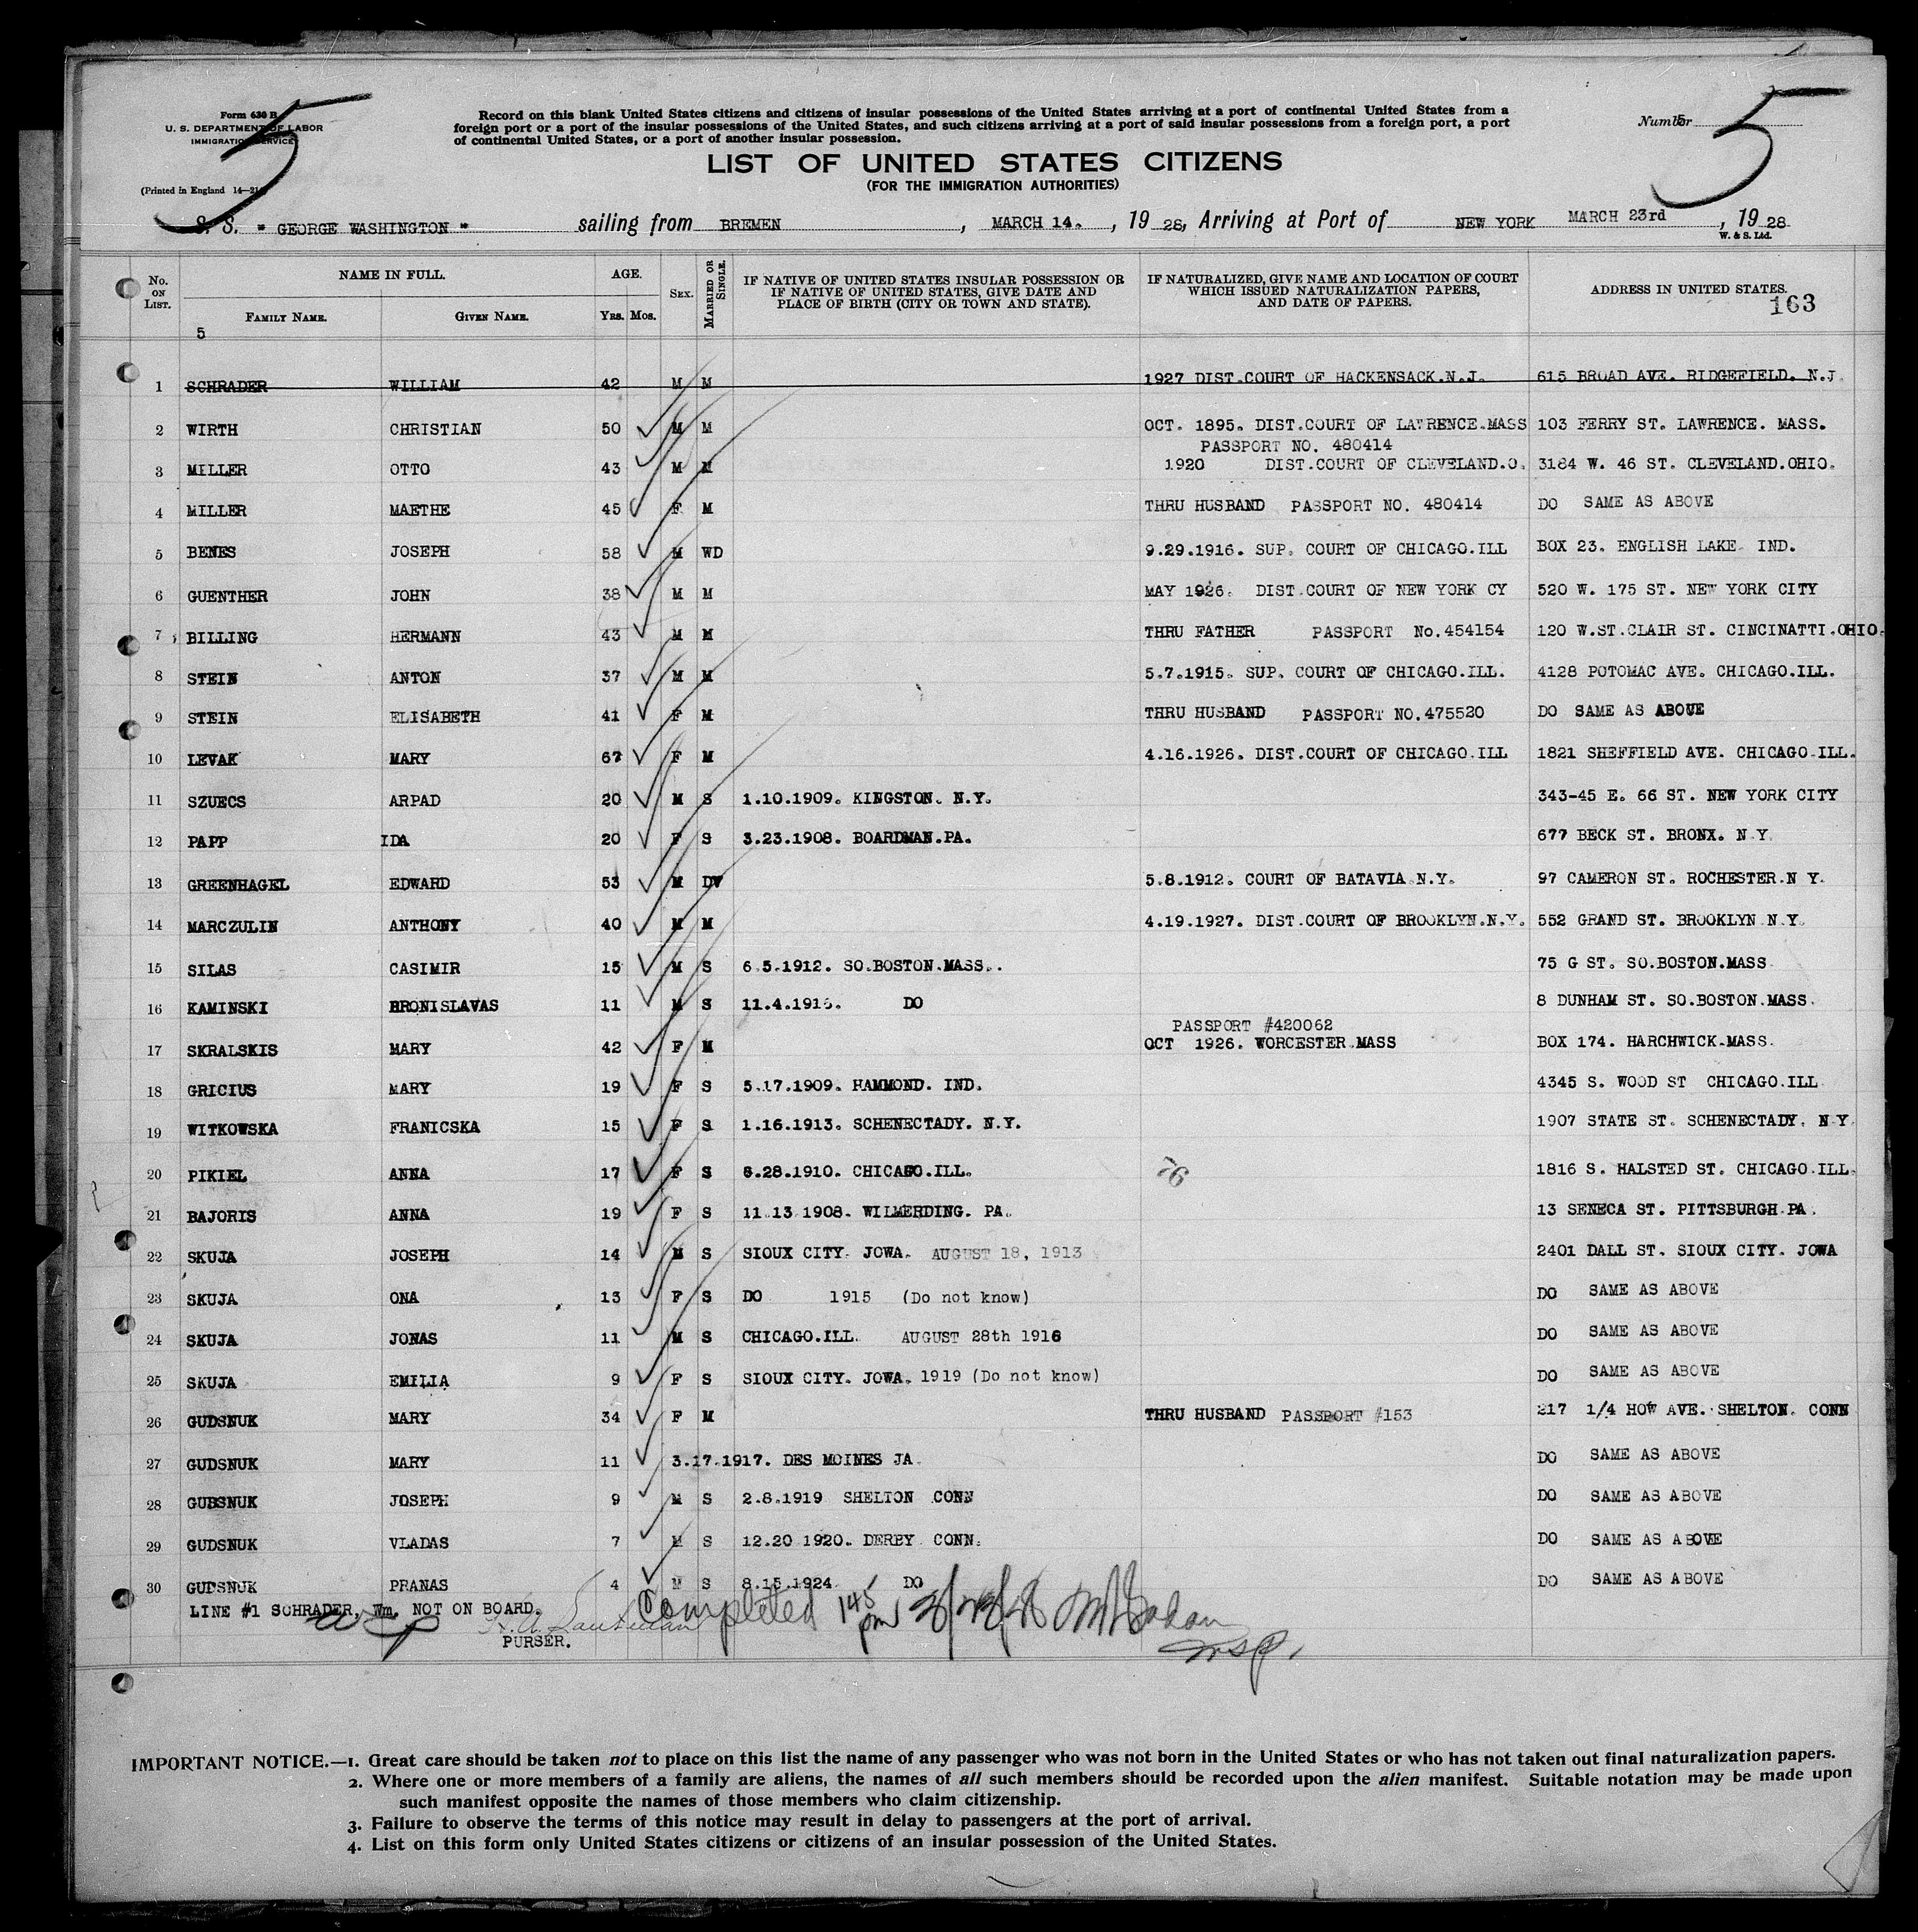 5
5
Form 630 B
U. S. DEPARTMENT OF LABOR
IMMIGRATION SERVICE
(Printed in England 14—21)
Record on this blank United States citizens and citizens of insular possessions of the United States arriving at a port of continental United States from a
foreign port or a port of the insular possessions of the United States, and such citizens arriving at a port of said insular possessions from a foreign port, a port
of continental United States, or a port of another insular possession.
Number 5
LIST OF UNITED STATES CITIZENS
(FOR THE IMMIGRATION AUTHORITIES)
S. S. "GEORGE WASHINGTON" sailing from BREMEN, MARCH 14., 1928, Arriving at Port of NEW YORK MARCH 23rd, 1928
W. & S. Ltd.
No. ON LIST. NAME IN FULL. AGE. SEX. MARRIED OR SINGLE. IF NATIVE OF UNITED STATES INSULAR POSSESSION OR IF NATIVE OF UNITED STATES, GIVE DATE AND PLACE OF BIRTH (CITY OR TOWN AND STATE). IF NATURALIZED, GIVE NAME AND LOCATION OF COURT WHICH ISSUED NATURALIZATION PAPERS, AND DATE OF PAPERS. ADDRESS IN UNITED STATES.
163
FAMILY NAME. GIVEN NAME. YRS. MOS.
5
1 SCHRADER WILLIAM 42 M M 1927 DIST.COURT OF HACKENSACK.N.J. 615 BROAD AVE. RIDGEFIELD. N.J.
2 WIRTH CHRISTIAN 50 M M OCT. 1895. DIST.COURT OF LAWRENCE.MASS 103 FERRY ST. LAWRENCE. MASS.
PASSPORT NO. 480414
3 MILLER OTTO 43 M M 1920 DIST.COURT OF CLEVELAND.O. 3184 W. 46 ST. CLEVELAND.OHIO.
4 MILLER MAETHE 45 F M THRU HUSBAND PASSPORT NO. 480414 DO SAME AS ABOVE
5 BENES JOSEPH 58 M WD 9.29.1916. SUP. COURT OF CHICAGO.ILL BOX 23. ENGLISH LAKE IND.
6 GUENTHER JOHN 38 M M MAY 1926. DIST.COURT OF NEW YORK CY 520 W. 175 ST. NEW YORK CITY
7 BILLING HERMANN 43 M M THRU FATHER PASSPORT No.454154 120 W.ST.CLAIR ST. CINCINATTI.OHIO.
8 STEIN ANTON 37 M M 5.7.1915. SUP. COURT OF CHICAGO.ILL. 4128 POTOMAC AVE. CHICAGO.ILL.
9 STEIN ELISABETH 41 F M THRU HUSBAND PASSPORT NO.475520 DO SAME AS ABOVE
10 LEVAK MARY 67 F M 4.16.1926. DIST.COURT OF CHICAGO.ILL 1821 SHEFFIELD AVE. CHICAGO.ILL.
11 SZUECS ARPAD 20 M S 1.10.1909. KINGSTON. N.Y. 343-45 E. 66 ST. NEW YORK CITY
12 PAPP IDA 20 F S 3.23.1908. BOARDMAN.PA. 677 BECK ST. BRONX. N.Y.
13 GREENHAGEL EDWARD 53 M DV 5.8.1912. COURT OF BATAVIA.N.Y. 97 CAMERON ST. ROCHESTER.N Y.
14 MARCZULIN ANTHONY 40 M M 4.19.1927. DIST.COURT OF BROOKLYN.N.Y. 552 GRAND ST. BROOKLYN N.Y.
15 SILAS CASIMIR 15 M S 6.5.1912. SO.BOSTON.MASS.. 75 G ST. SO.BOSTON.MASS
16 KAMINSKI BRONISLAVAS 11 M S 11.4.1916. DO 8 DUNHAM ST. SO.BOSTON.MASS.
PASSPORT #420062
17 SKRALSKIS MARY 42 F M OCT 1926. WORCESTER.MASS BOX 174. HARCHWICK.MASS.
18 GRICIUS MARY 19 F S 5.17.1909. HAMMOND. IND. 4345 S. WOOD ST CHICAGO.ILL
19 WITKOWSKA FRANICSKA 15 F S 1.16.1913. SCHENECTADY. N.Y. 1907 STATE ST. SCHENECTADY. N.Y.
20 PIKIEL ANNA 17 F S 6.28.1910. CHICAGO.ILL. 1816 S. HALSTED ST. CHICAGO.ILL.
21 BAJORIS ANNA 19 F S 11.13.1908. WILMERDING. PA. 13 SENECA ST. PITTSBURGH.PA.
22 SKUJA JOSEPH 14 M S SIOUX CITY. JOWA. AUGUST 18, 1913 2401 DALL ST. SIOUX CITY. JOWA
23 SKUJA ONA 13 F S DO 1915 (Do not know) DO SAME AS ABOVE
24 SKUJA JONAS 11 M S CHICAGO.ILL. AUGUST 28th 1916 DO SAME AS ABOVE
25 SKUJA EMILIA 9 F S SIOUX CITY. JOWA. 1919 (Do not know) DO SAME AS ABOVE
26 GUDSNUK MARY 34 F M THRU HUSBAND PASSPORT #153 217 1/4 HOW AVE. SHELTON. CONN
27 GUDSNUK MARY 11 3.17.1917. DES MOINES JA. DO SAME AS ABOVE
28 GUDSNUK JOSEPH 9 M S 2.8.1919 SHELTON CONN DO SAME AS ABOVE
29 GUDSNUK VLADAS 7 M S 12.20 1920. DERBY CONN. DO SAME AS ABOVE
30 GUDSNUK PRANAS 4 M S 8.15.1924 DO DO SAME AS ABOVE
LINE #1 SCHRADER, Wm. NOT ON BOARD.
Completed 145 pm 3/23/28
PURSER.
Insp.
IMPORTANT NOTICE.—1. Great care should be taken not to place on this list the name of any passenger who was not born in the United States or who has not taken out final naturalization papers.
2. Where one or more members of a family are aliens, the names of all such members should be recorded upon the alien manifest. Suitable notation may be made upon
such manifest opposite the names of those members who claim citizenship.
3. Failure to observe the terms of this notice may result in delay to passengers at the port of arrival.
4. List on this form only United States citizens or citizens of an insular possession of the United States.